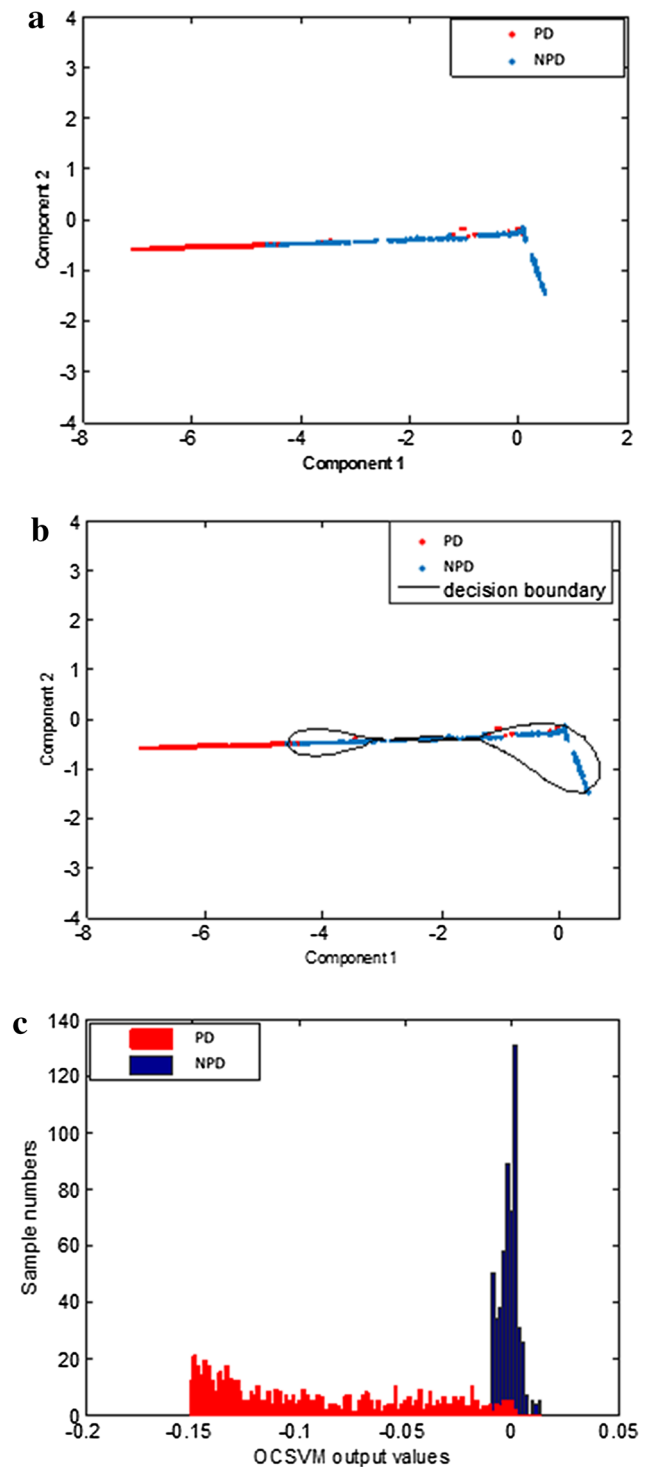 a
4
PD
NPD
3
2
1
0
-1
-2
-3
-4
Component 2
-8
-6
-4
-2
0
2
Component 1
b
4
PD
NPD
decision boundary
3
2
1
0
-1
-2
-3
-4
Component 2
-8
-6
-4
-2
0
Component 1
c
140
PD
NPD
120
100
80
60
40
20
0
Sample numbers
-0.2
-0.15
-0.1
-0.05
0
0.05
OCSVM output values